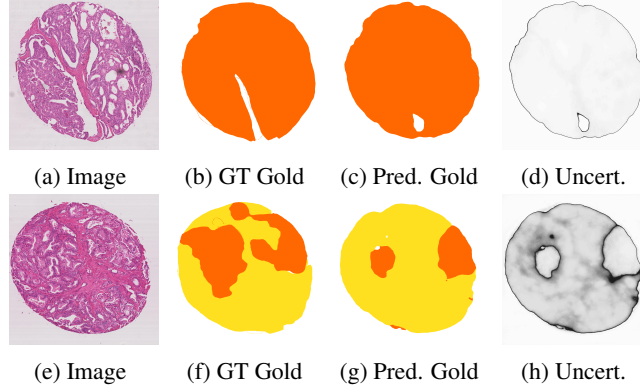 (a) Image (b) GT Gold (c) Pred. Gold (d) Uncert.
(e) Image (f) GT Gold (g) Pred. Gold (h) Uncert.